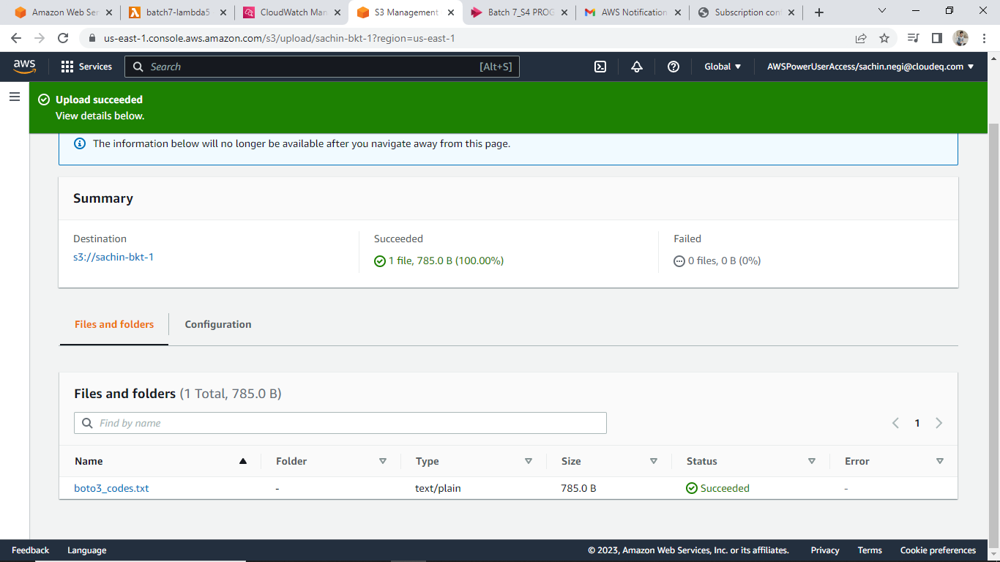 Amazon Web Ser
batch7-lambda5
CloudWatch Man
S3 Management
Batch 7_S4 PROG
AWS Notification
Subscription con
us-east-1.console.aws.amazon.com/s3/upload/sachin-bkt-1?region=us-east-1
aws
Services
Search
[Alt+S]
Global
AWSPowerUserAccess/sachin.negi@cloudeq.com
Upload succeeded
View details below.
The information below will no longer be available after you navigate away from this page.
Summary
Destination
s3://sachin-bkt-1
Succeeded
1 file, 785.0 B (100.00%)
Failed
0 files, 0 B (0%)
Files and folders
Configuration
Files and folders (1 Total, 785.0 B)
Find by name
1
Name
Folder
Type
Size
Status
Error
boto3_codes.txt
-
text/plain
785.0 B
Succeeded
-
Feedback
Language
© 2023, Amazon Web Services, Inc. or its affiliates.
Privacy
Terms
Cookie preferences